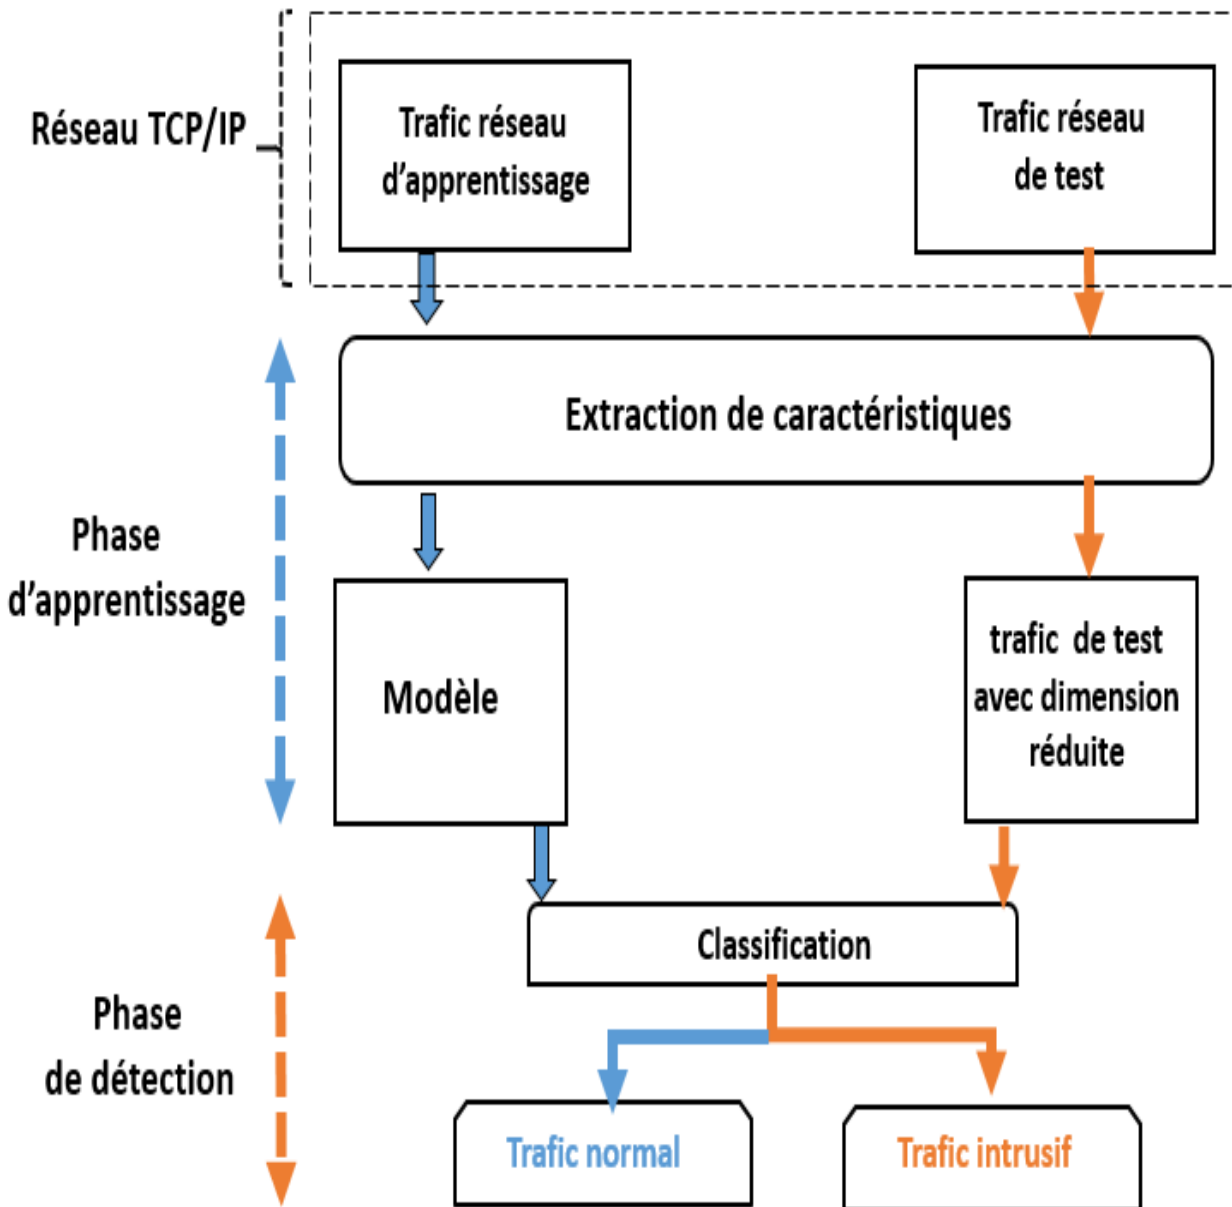 Réseau TCP/IP
Trafic réseau
d’apprentissage
Trafic réseau
de test
Extraction de caractéristiques
Phase
d’apprentissage
Modèle
trafic de test
avec dimension
réduite
Classification
Phase
de détection
Trafic normal
Trafic intrusif